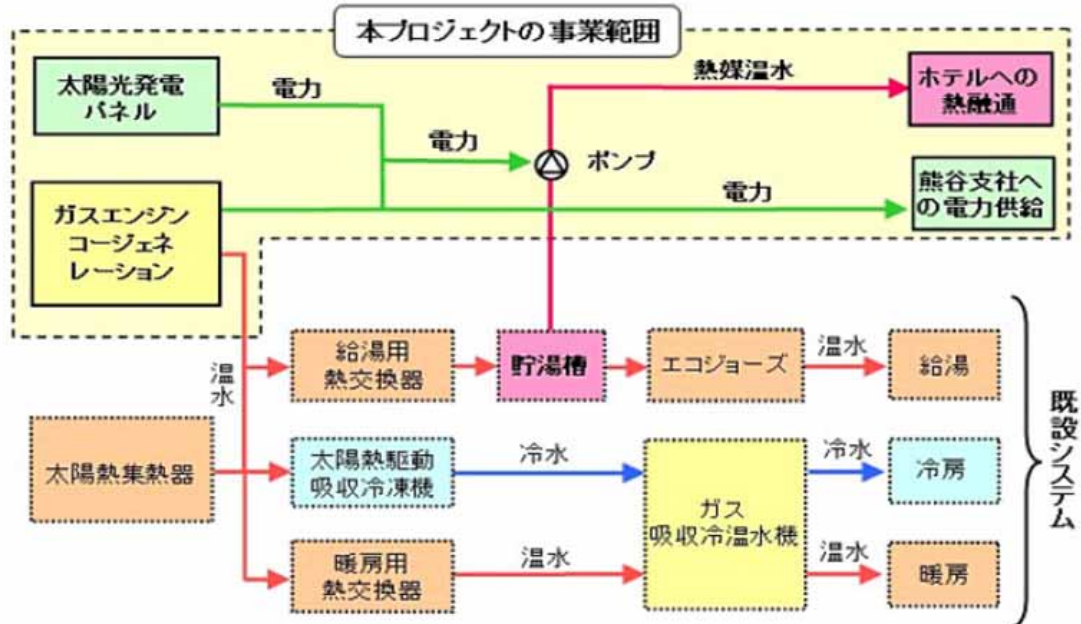 本プロジェクトの事業範囲
太陽光発電
パネル
電力
電力
熱媒温水
ホテルへの
熱融通
ポンプ
ガスエンジン
コージェネ
レーション
電力
熊谷支社へ
の電力供給
温水
給湯用
熱交換器
貯湯槽
エコジョーズ
温水
給湯
太陽熱集熱器
太陽熱駆動
吸収冷凍機
冷水
ガス
吸収冷温水機
冷水
冷房
暖房用
熱交換器
温水
温水
暖房
既設システム